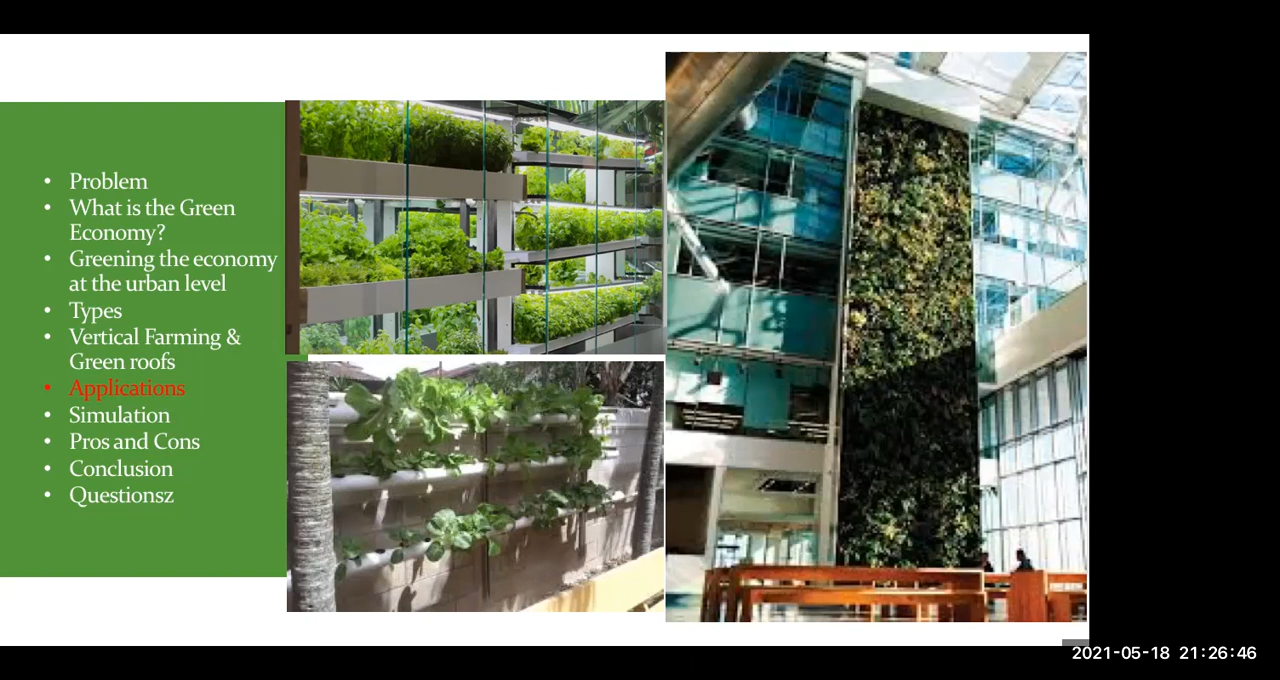 • Problem
• What is the Green
Economy?
• Greening the economy
at the urban level
• Types
• Vertical Farming &
Green roofs
• Applications
• Simulation
• Pros and Cons
• Conclusion
• Questionsz
2021-05-18 21:26:46